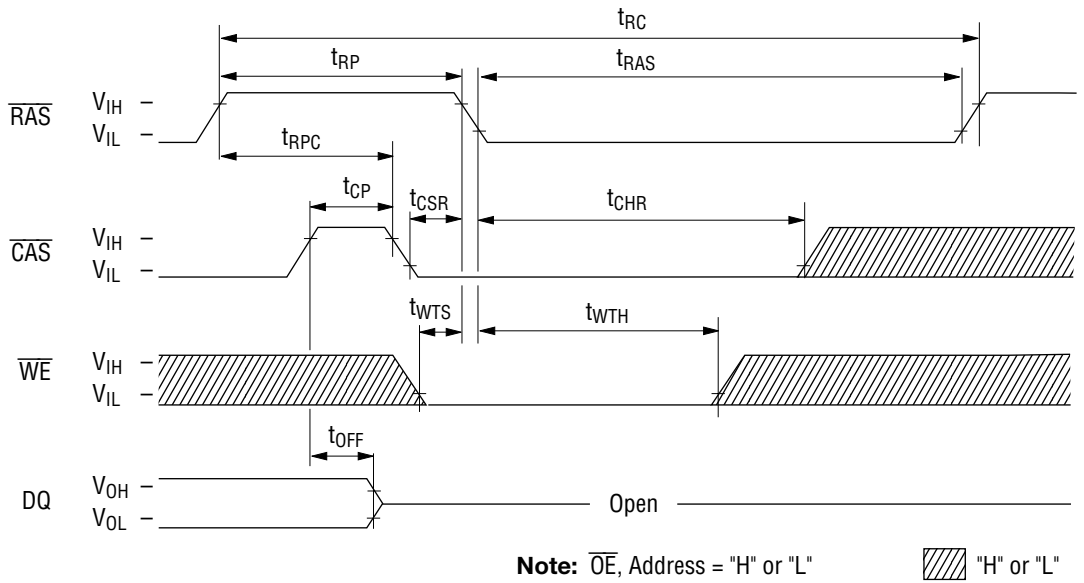 tRC
tRP
tRAS
RAS
VIH –
VIL –
tRPC
tCP
tCSR
tCHR
CAS
VIH –
VIL –
tWTS
tWTH
WE
VIH –
VIL –
tOFF
DQ
VOH –
VOL –
Open
Note: OE, Address = "H" or "L"
"H" or "L"